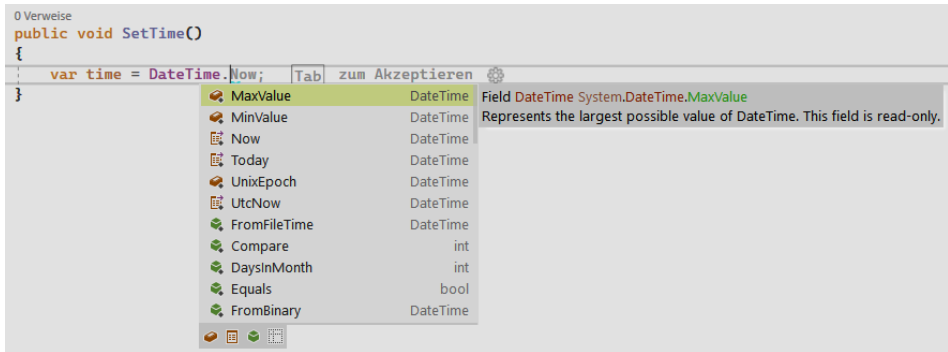 0 Verweise
public void SetTime()
{
var time = DateTime.Now; Tab zum Akzeptieren
}
MaxValue DateTime
MinValue DateTime
Now DateTime
Today DateTime
UnixEpoch DateTime
UtcNow DateTime
FromFileTime DateTime
Compare int
DaysInMonth int
Equals bool
FromBinary DateTime
Field DateTime System.DateTime.MaxValue
Represents the largest possible value of DateTime. This field is read-only.